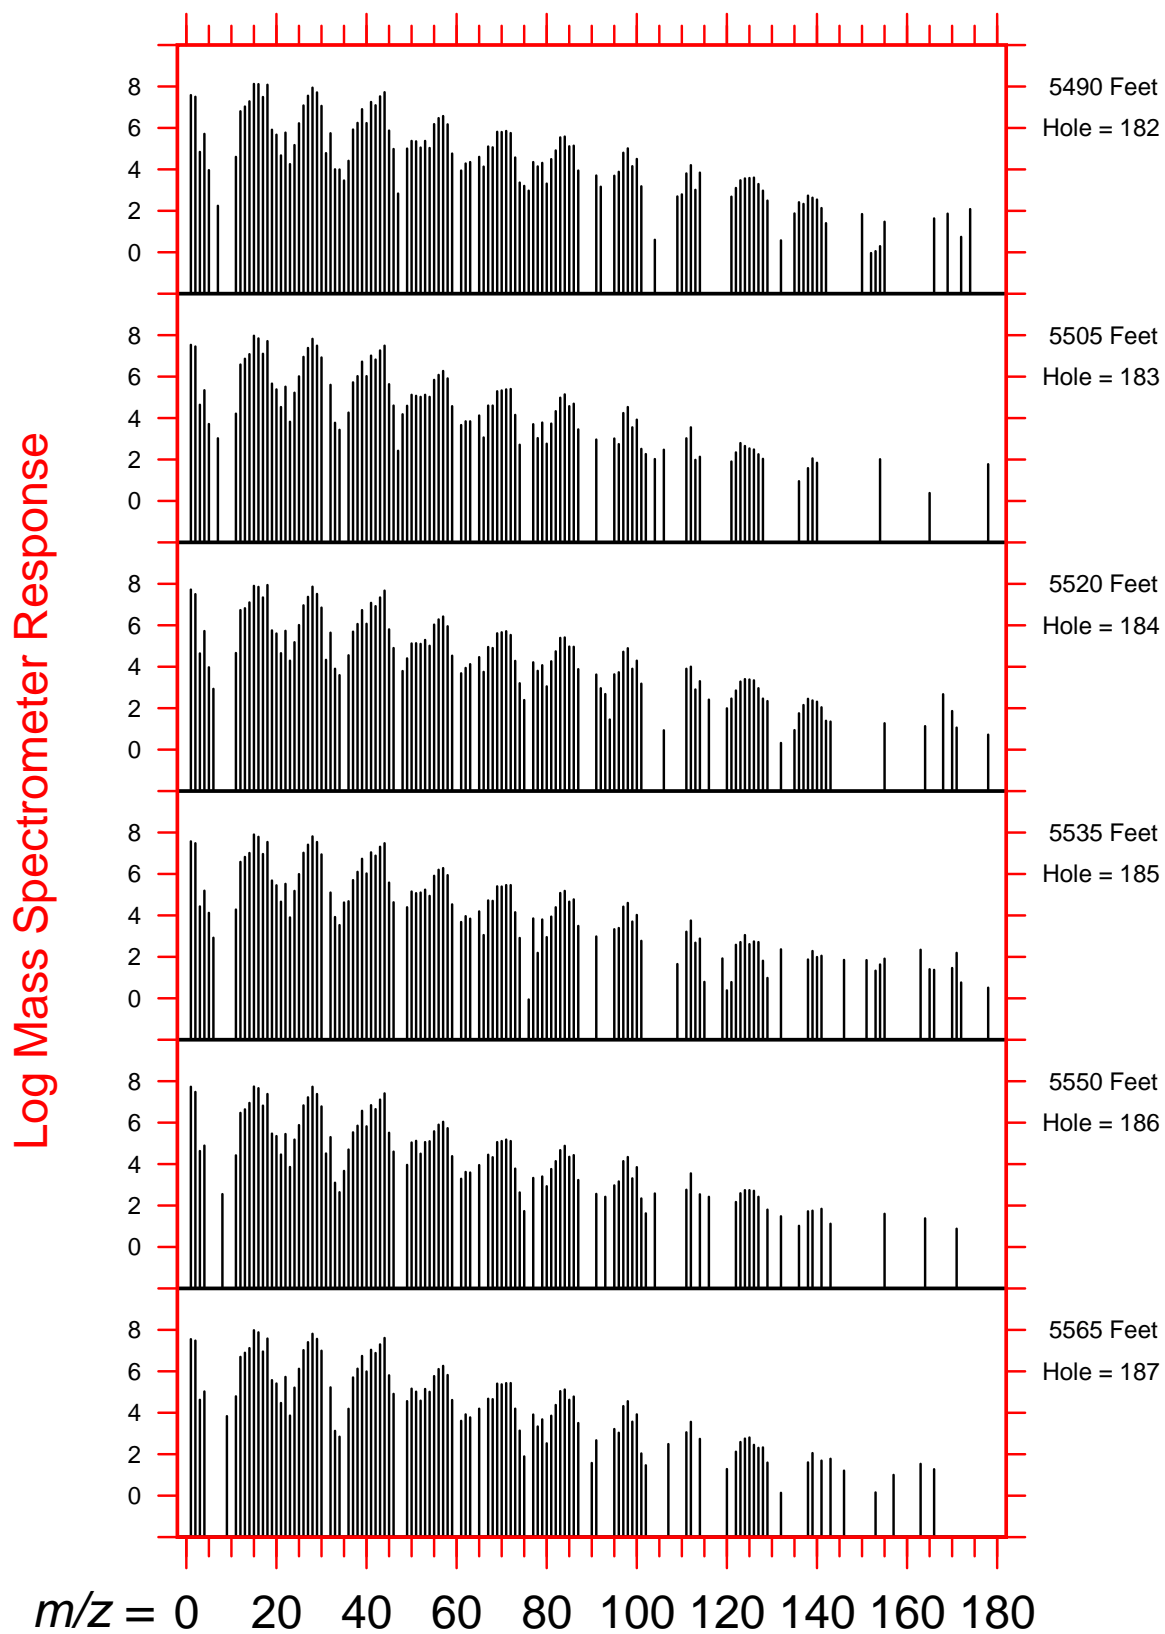 Log Mass Spectrometer Response
8
6
4
2
0
5490 Feet
Hole = 182
8
6
4
2
0
5505 Feet
Hole = 183
8
6
4
2
0
5520 Feet
Hole = 184
8
6
4
2
0
5535 Feet
Hole = 185
8
6
4
2
0
5550 Feet
Hole = 186
8
6
4
2
0
5565 Feet
Hole = 187
m/z = 0 20 40 60 80 100 120 140 160 180